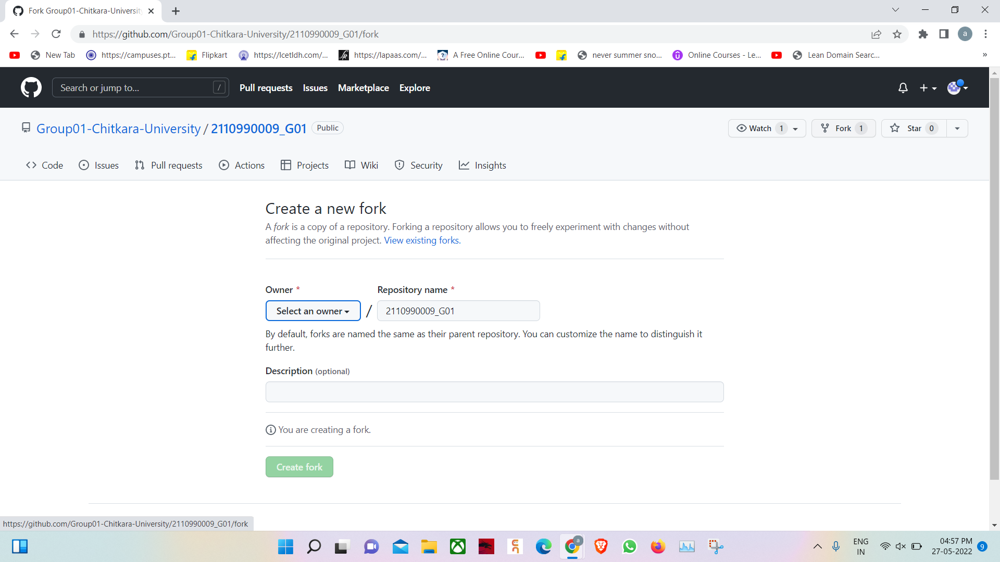 Fork Group01-Chitkara-University
https://github.com/Group01-Chitkara-University/2110990009_G01/fork
a
New Tab
https://campuses.pt...
Flipkart
https://lcetldh.com/...
https://lapaas.com/...
A Free Online Cour...
never summer sno...
Online Courses - Le...
Lean Domain Searc...
»
Search or jump to...
/
Pull requests
Issues
Marketplace
Explore
Group01-Chitkara-University / 2110990009_G01
Public
Watch 1
Fork 1
Star 0
Code
Issues
Pull requests
Actions
Projects
Wiki
Security
Insights
Create a new fork
A fork is a copy of a repository. Forking a repository allows you to freely experiment with changes without
affecting the original project. View existing forks.
Owner *
Repository name *
Select an owner
/
2110990009_G01
By default, forks are named the same as their parent repository. You can customize the name to distinguish it
further.
Description (optional)
You are creating a fork.
Create fork
https://github.com/Group01-Chitkara-University/2110990009_G01/fork
a
ENG
IN
04:57 PM
27-05-2022
9